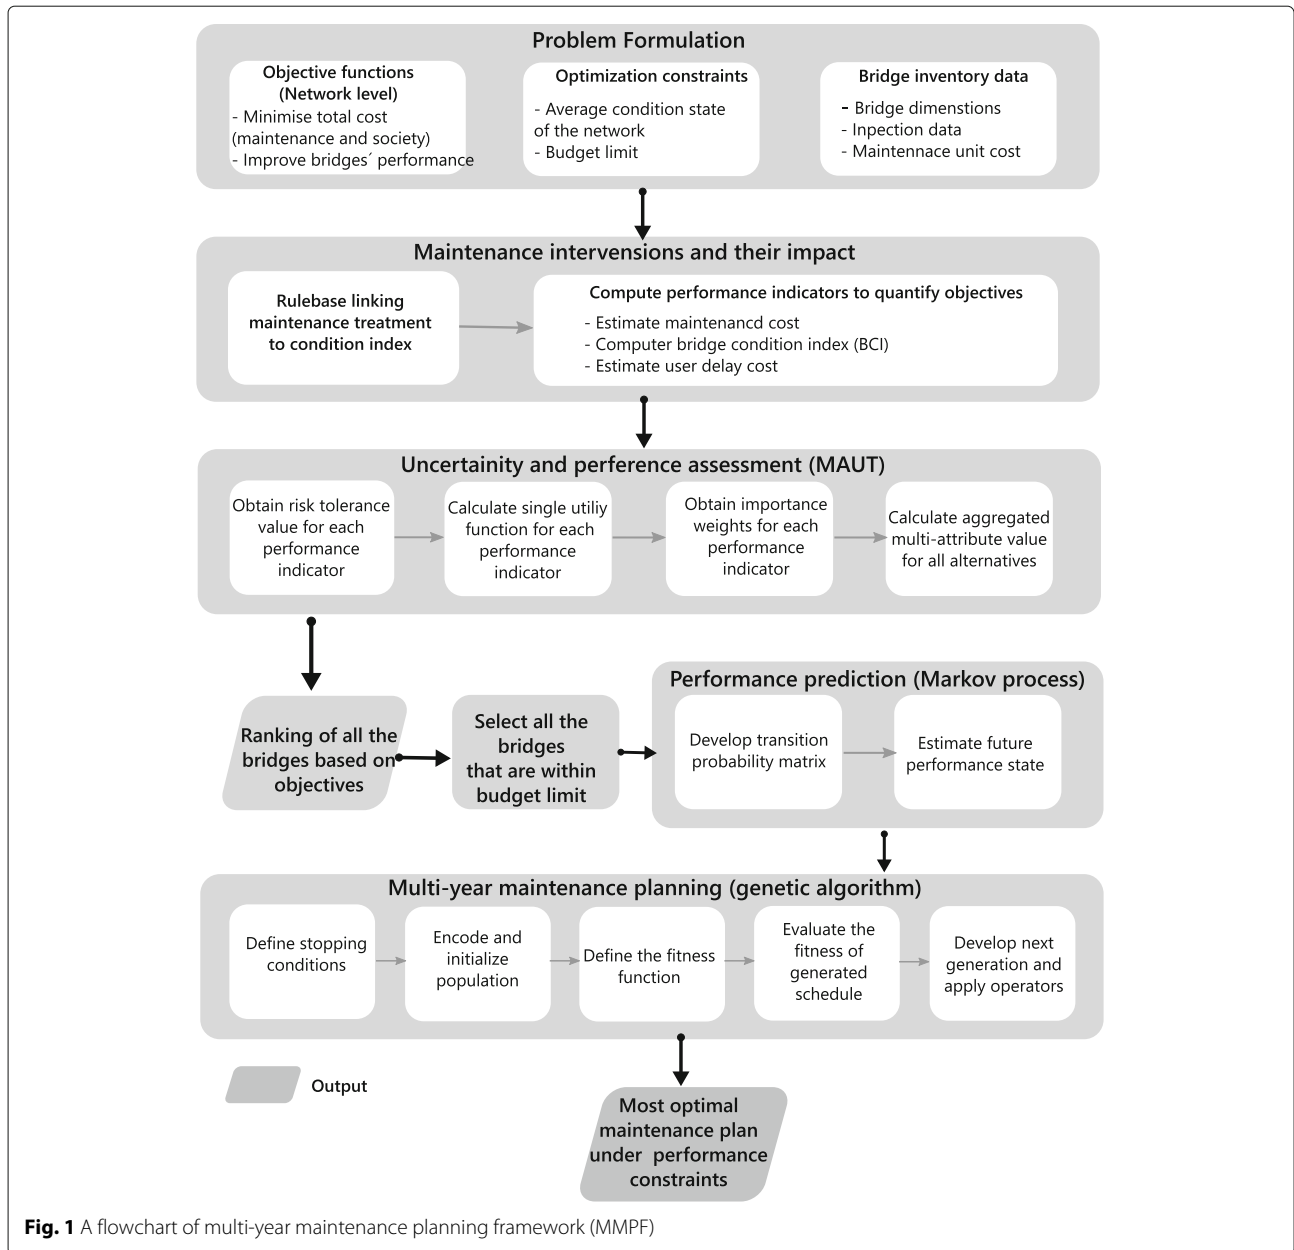 Problem Formulation
Objective functions
(Network level)
- Minimise total cost
(maintenance and society)
- Improve bridges´ performance
Optimization constraints
- Average condition state
of the network
- Budget limit
Bridge inventory data
- Bridge dimenstions
- Inpection data
- Maintennace unit cost
Maintenance intervensions and their impact
Rulebase linking
maintenance treatment
to condition index
Compute performance indicators to quantify objectives
- Estimate maintenancd cost
- Computer bridge condition index (BCI)
- Estimate user delay cost
Uncertainity and perference assessment (MAUT)
Obtain risk tolerance
value for each
performance
indicator
Calculate single utiliy
function for each
performance
indicator
Obtain importance
weights for each
performance
indicator
Calculate aggregated
multi-attribute value
for all alternatives
Ranking of all the
bridges based on
objectives
Select all the
bridges
that are within
budget limit
Performance prediction (Markov process)
Develop transition
probability matrix
Estimate future
performance state
Multi-year maintenance planning (genetic algorithm)
Define stopping
conditions
Encode and
initialize
population
Define the fitness
function
Evaluate the
fitness of
generated
schedule
Develop next
generation and
apply operators
Output
Most optimal
maintenance plan
under performance
constraints
Fig. 1 A flowchart of multi-year maintenance planning framework (MMPF)